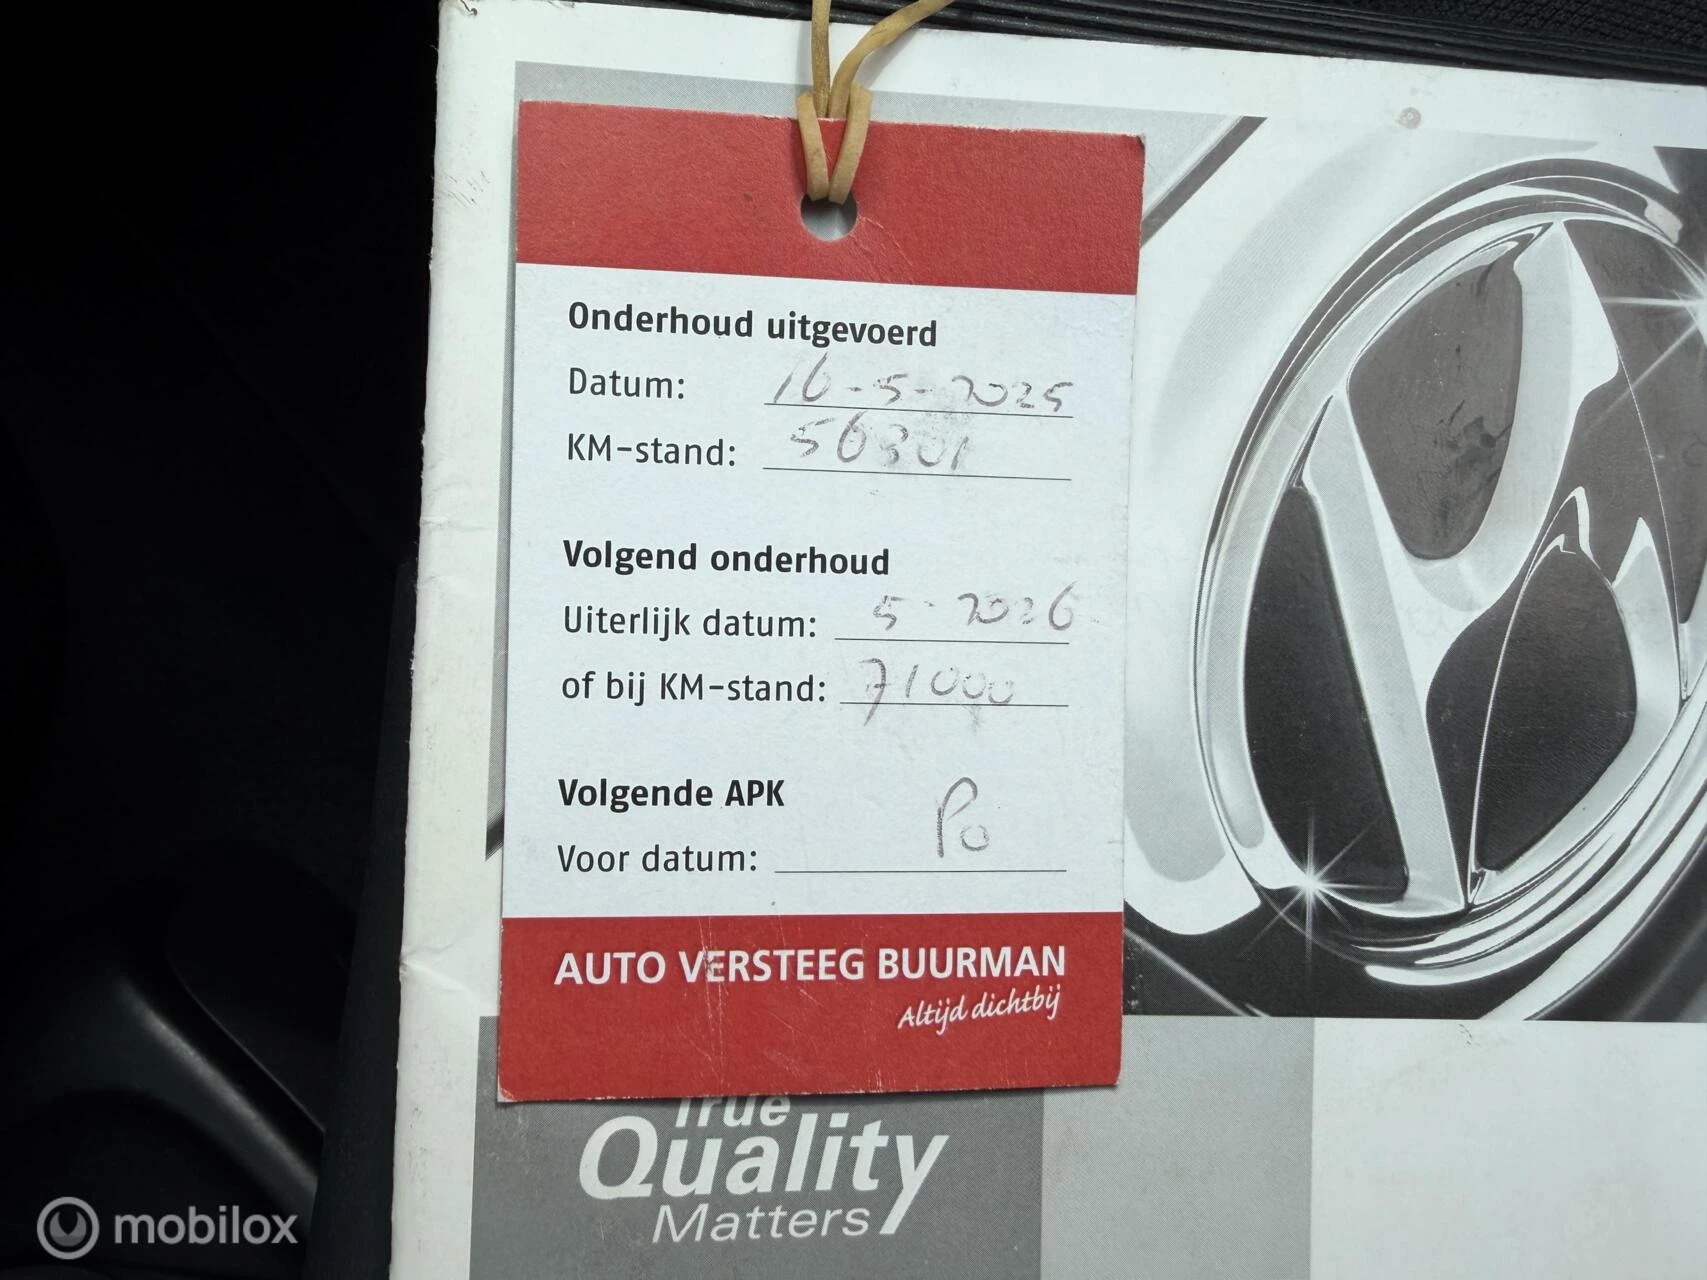 Onderhoud uitgevoerd
Datum: 16-5-2025
KM-stand: 56301
Volgend onderhoud
Uiterlijk datum: 5-2026
of bij KM-stand: 71000
Volgende APK
Voor datum: Po
AUTO VERSTEEG BUURMAN
Altijd dichtbij
True
Quality
Matters
mobilox